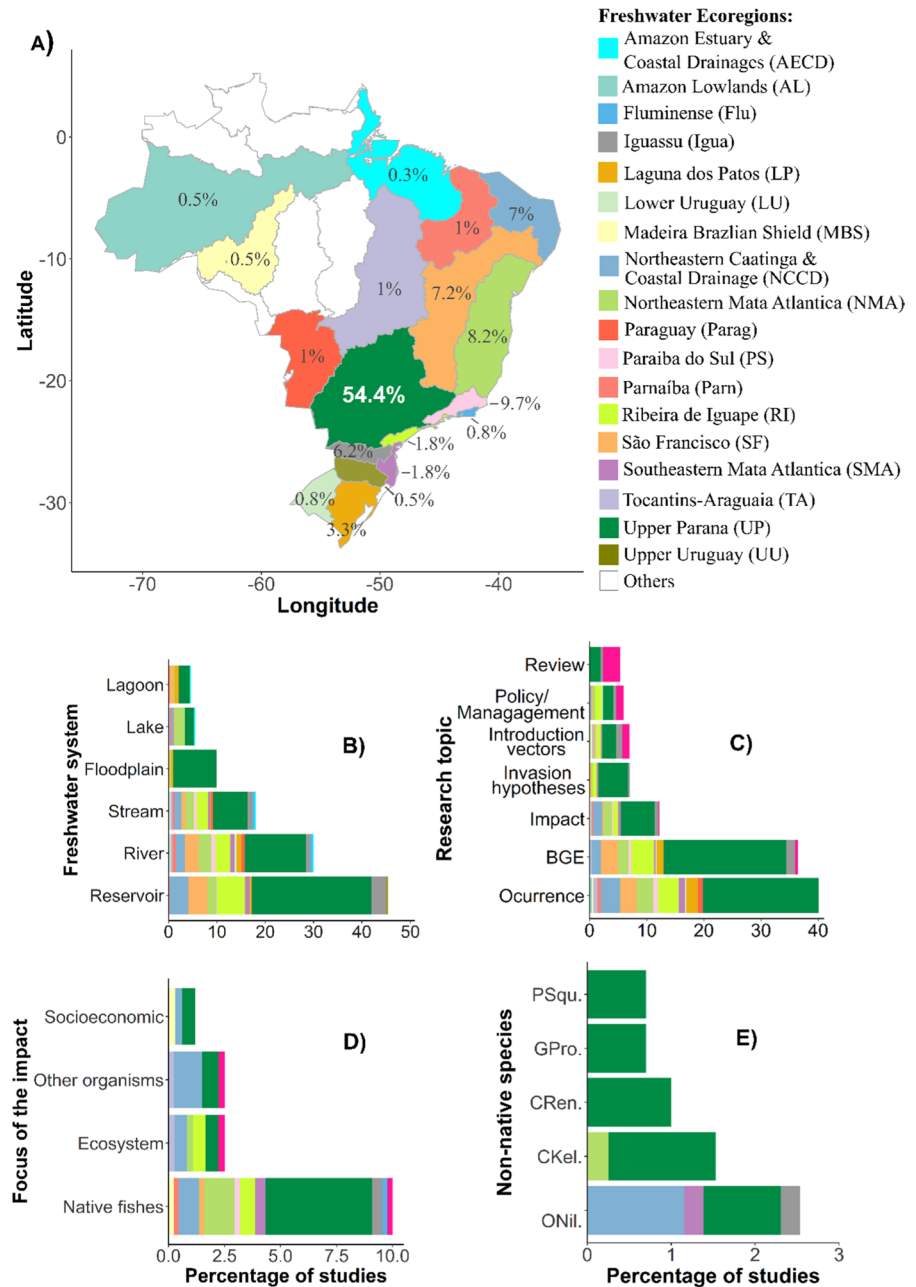 A)
Freshwater Ecoregions:
Amazon Estuary &
Coastal Drainages (AECD)
Amazon Lowlands (AL)
Fluminense (Flu)
Iguassu (Igua)
Laguna dos Patos (LP)
Lower Uruguay (LU)
Madeira Brazlian Shield (MBS)
Northeastern Caatinga &
Coastal Drainage (NCCD)
Northeastern Mata Atlantica (NMA)
Paraguay (Parag)
Paraiba do Sul (PS)
Parnaíba (Parn)
Ribeira de Iguape (RI)
São Francisco (SF)
Southeastern Mata Atlantica (SMA)
Tocantins-Araguaia (TA)
Upper Parana (UP)
Upper Uruguay (UU)
Others
Latitude
0
-10
-20
-30
0.3%
0.5%
7%
1%
0.5%
7.2%
1%
8.2%
1%
54.4%
9.7%
0.8%
1.8%
6.2%
1.8%
0.5%
0.8%
3.3%
-70
-60
-50
-40
Longitude
B)
Freshwater system
Lagoon
Lake
Floodplain
Stream
River
Reservoir
0
10
20
30
40
50
C)
Research topic
Review
Policy/
Managagement
Introduction
vectors
Invasion
hypotheses
Impact
BGE
Ocurrence
0
10
20
30
40
D)
Focus of the impact
Socioeconomic
Other organisms
Ecosystem
Native fishes
0.0
2.5
5.0
7.5
10.0
Percentage of studies
E)
Non-native species
PSqu.
GPro.
CRen.
CKel.
ONil.
0
1
2
3
Percentage of studies